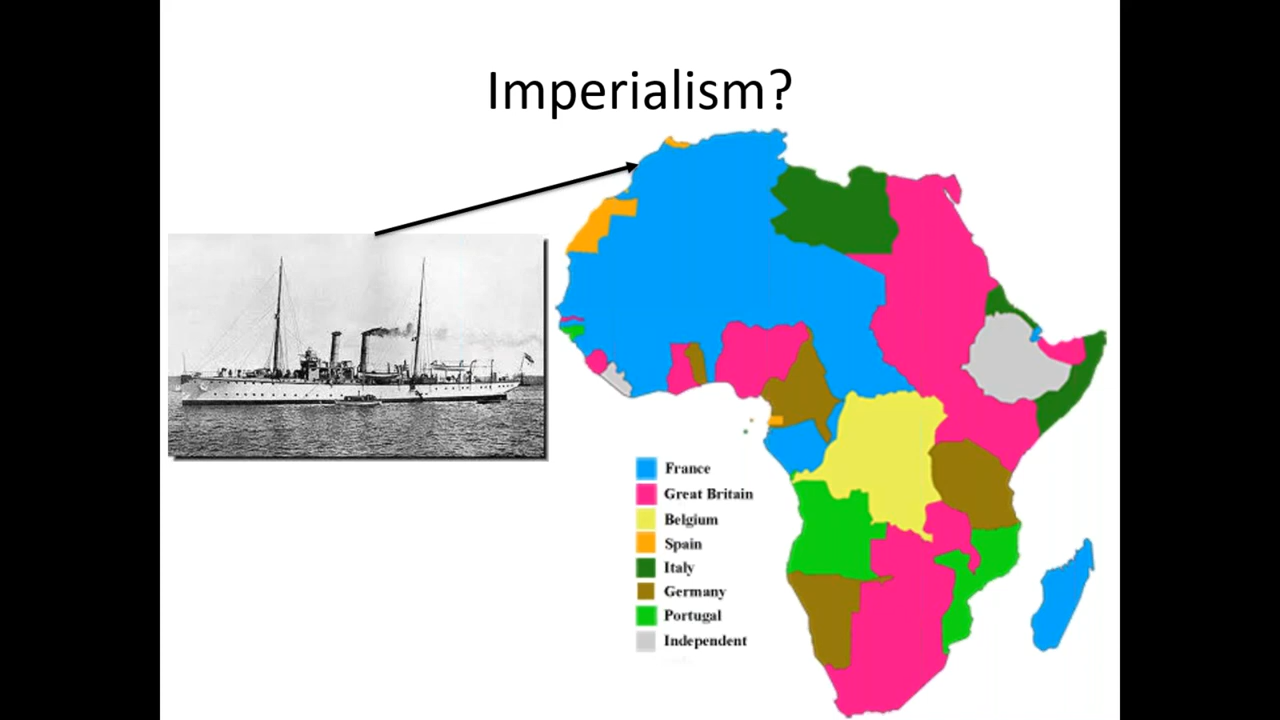 Imperialism?
France
Great Britain
Belgium
Spain
Italy
Germany
Portugal
Independent